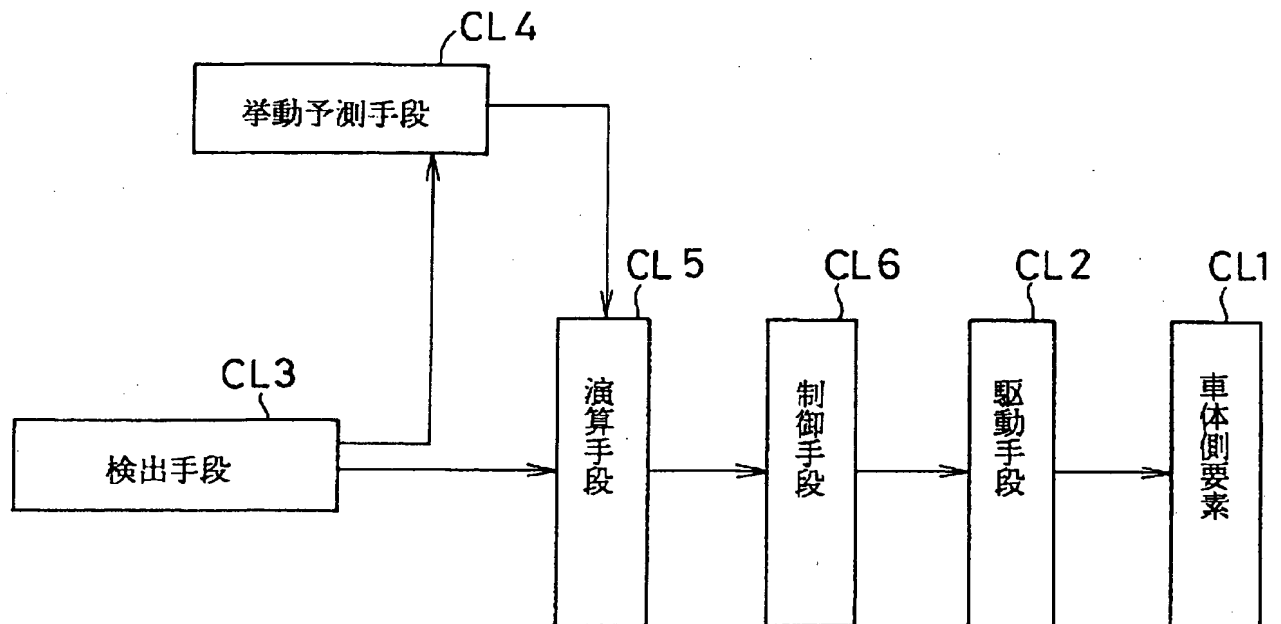 CL4
挙動予測手段
CL5
CL6
CL2
CL1
CL3
検出手段
演算手段
制御手段
駆動手段
車体側要素